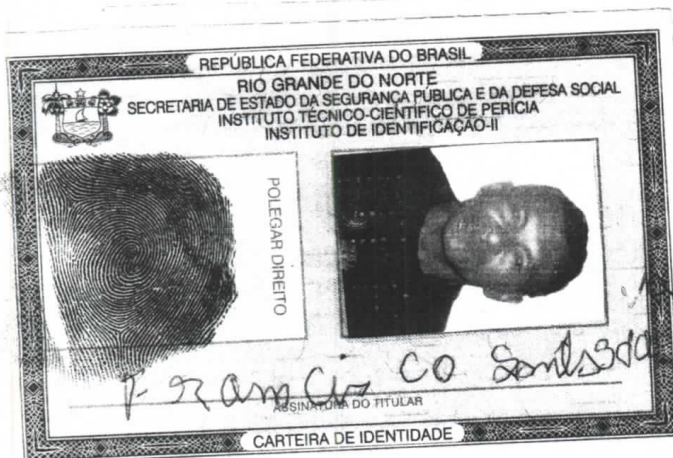 REPÚBLICA FEDERATIVA DO BRASIL
RIO GRANDE DO NORTE
SECRETARIA DE ESTADO DA SEGURANÇA PÚBLICA E DA DEFESA SOCIAL
INSTITUTO TÉCNICO-CIENTÍFICO DE PERÍCIA
INSTITUTO DE IDENTIFICAÇÃO-II
POLEGAR DIREITO
Francisco
ASSINATURA DO TITULAR
CARTEIRA DE IDENTIDADE